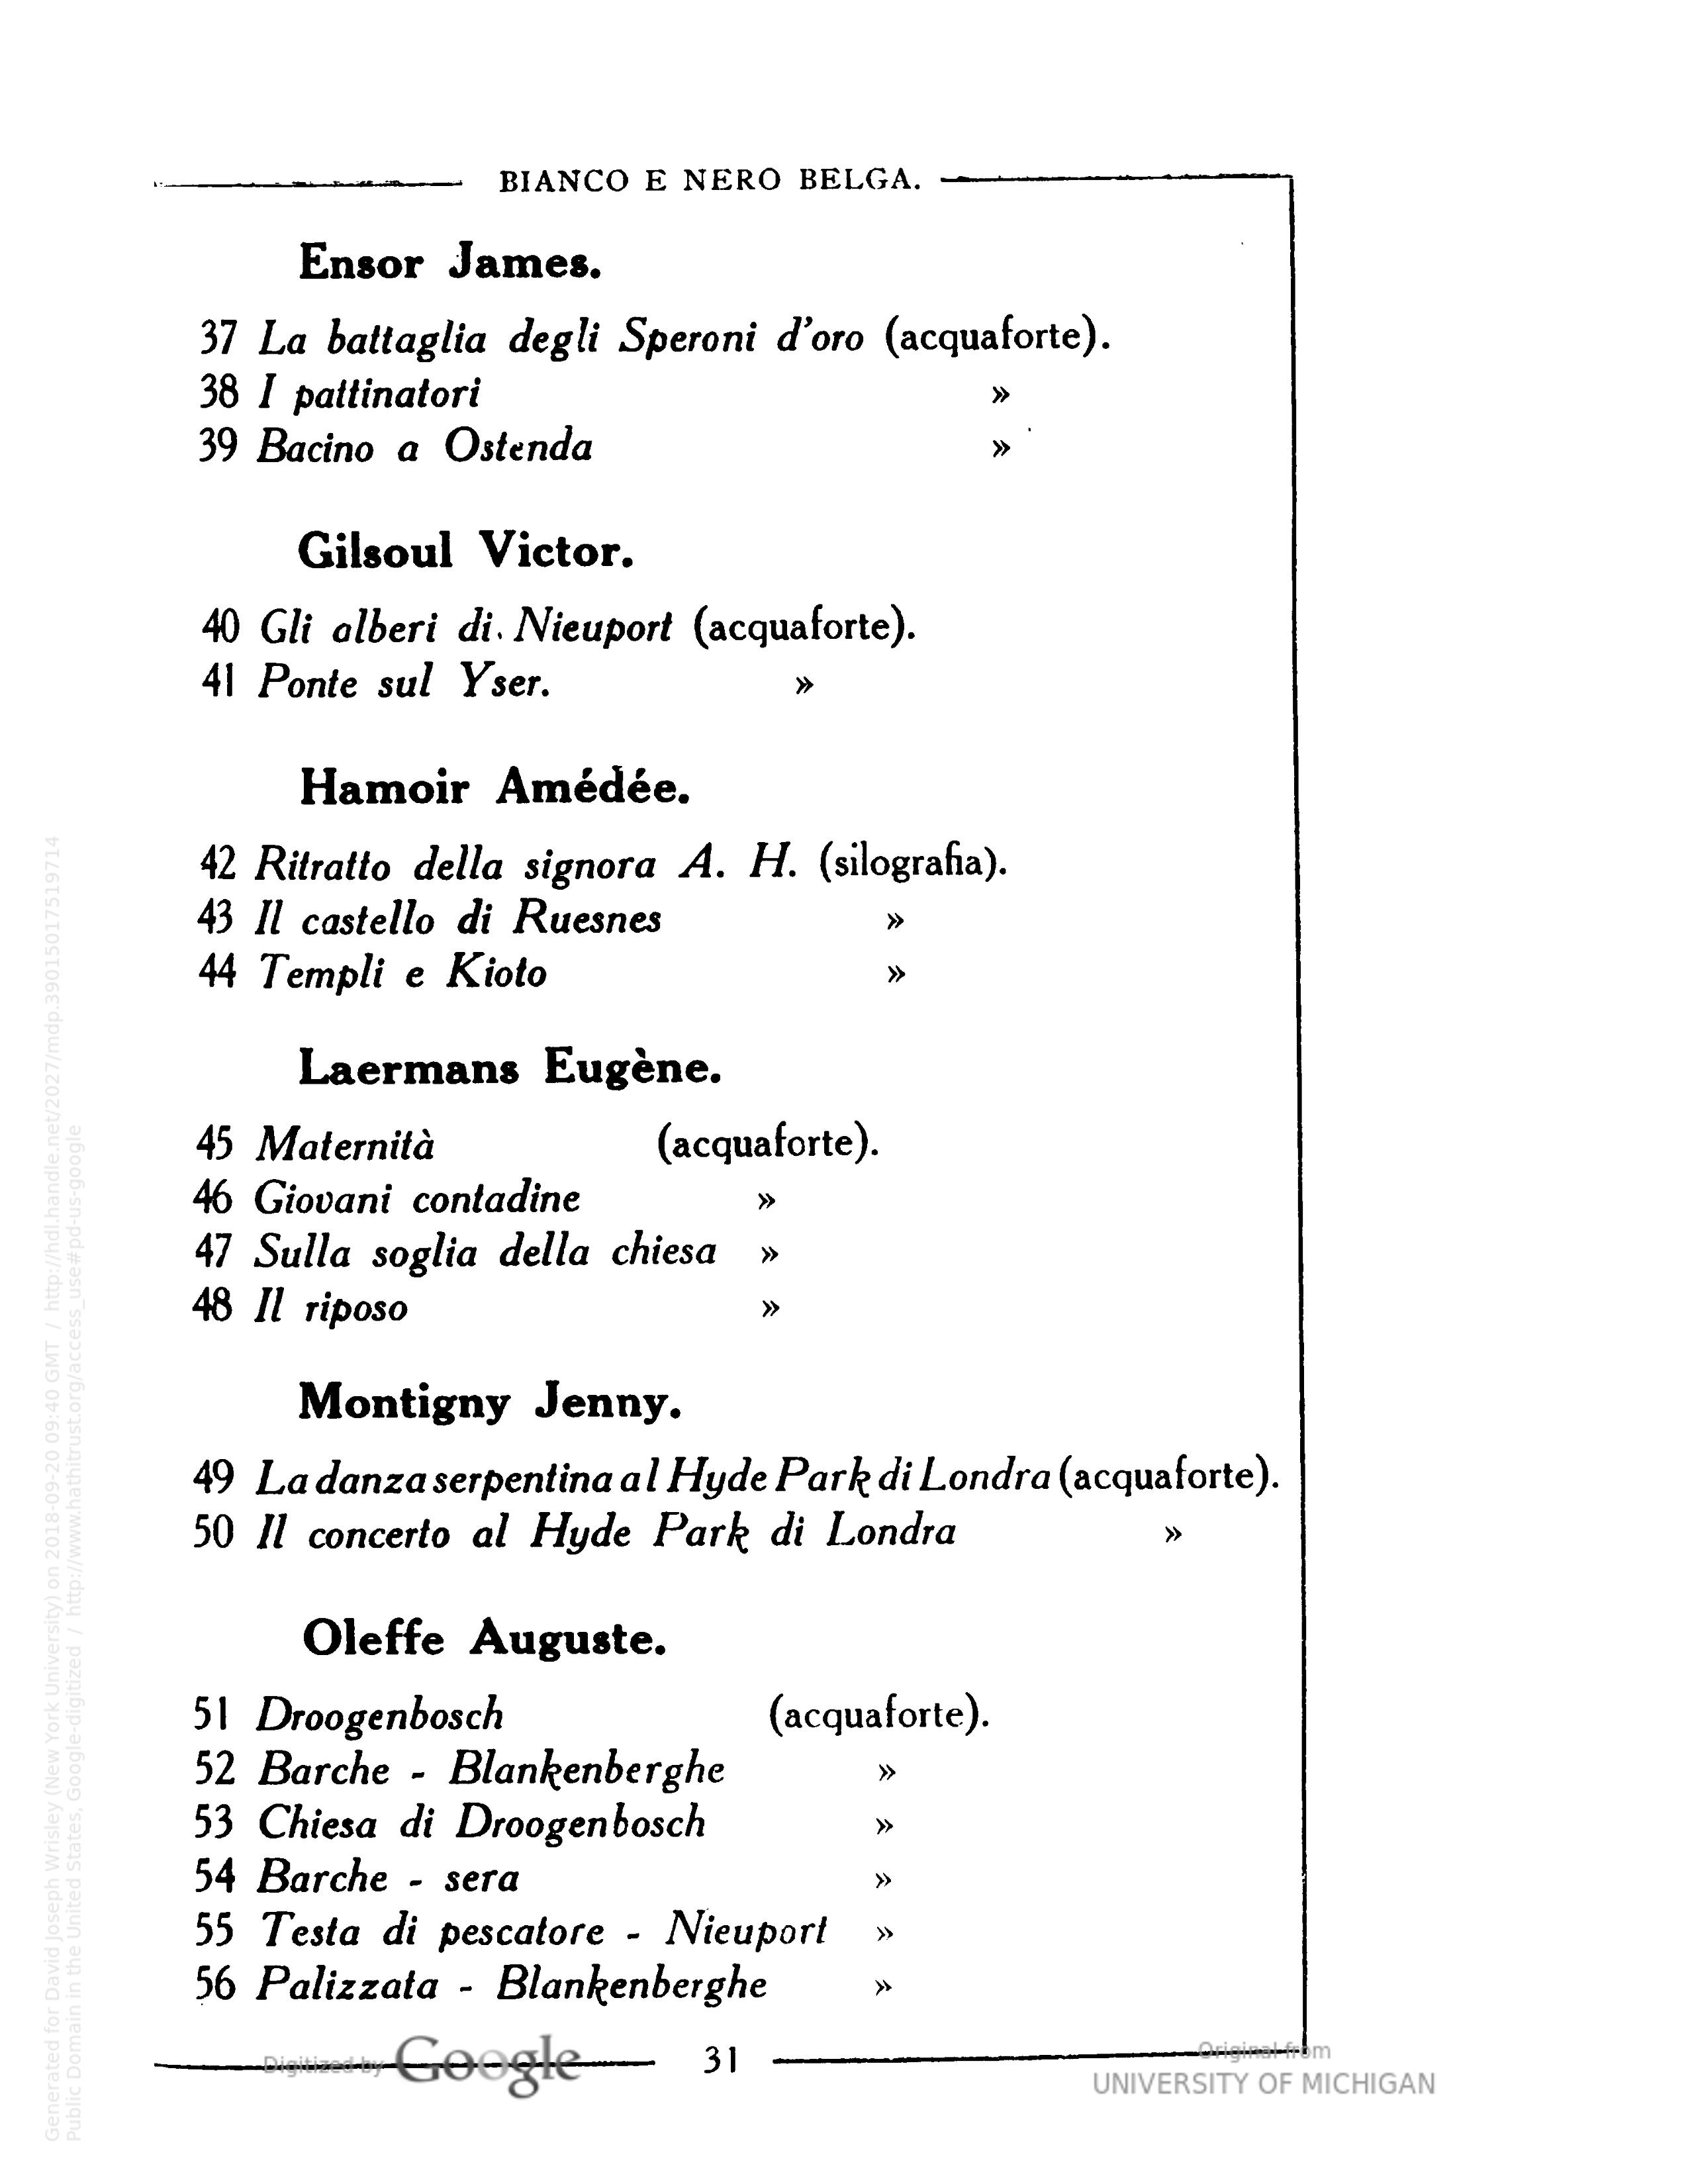 BIANCO E NERO BELGA.
Ensor James.
37 La battaglia degli Speroni d'oro (acquaforte).
38 I pattinatori »
39 Bacino a Ostenda »
Gilsoul Victor.
40 Gli alberi di Nieuport (acquaforte).
41 Ponte sul Yser. »
Hamoir Amédée.
42 Ritratto della signora A. H. (silografia).
43 Il castello di Ruesnes »
44 Templi e Kioto »
Laermans Eugène.
45 Maternità (acquaforte).
46 Giovani contadine »
47 Sulla soglia della chiesa »
48 Il riposo »
Montigny Jenny.
49 La danza serpentina al Hyde Park di Londra (acquaforte).
50 Il concerto al Hyde Park di Londra »
Oleffe Auguste.
51 Droogenbosch (acquaforte).
52 Barche - Blankenberghe »
53 Chiesa di Droogenbosch »
54 Barche - sera »
55 Testa di pescatore - Nieuport »
56 Palizzata - Blankenberghe »
31
Digitized by Google
Original from
UNIVERSITY OF MICHIGAN
Generated for David Joseph Wrisley (New York University) on 2018-09-20 09:40 GMT / http://hdl.handle.net/2027/mdp.39015017519714
Public Domain in the United States, Google-digitized / http://www.hathitrust.org/access_use#pd-us-google